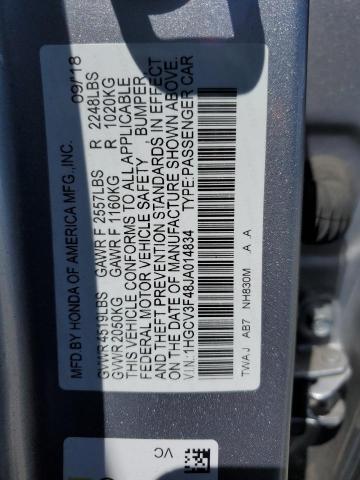 MFD BY HONDA OF AMERICA MFG.,INC. 09/18
GVWR 4519LBS GAWR F 2557LBS R 2248LBS
GVWR 2050KG GAWR F 1160KG R 1020KG
THIS VEHICLE CONFORMS TO ALL APPLICABLE
FEDERAL MOTOR VEHICLE SAFETY, BUMPER,
AND THEFT PREVENTION STANDARDS IN EFFECT
ON THE DATE OF MANUFACTURE SHOWN ABOVE.
:1HGCV3F48JA014834 TYPE:PASSENGER CAR
TWAJ AB7 NH830M A A
VC